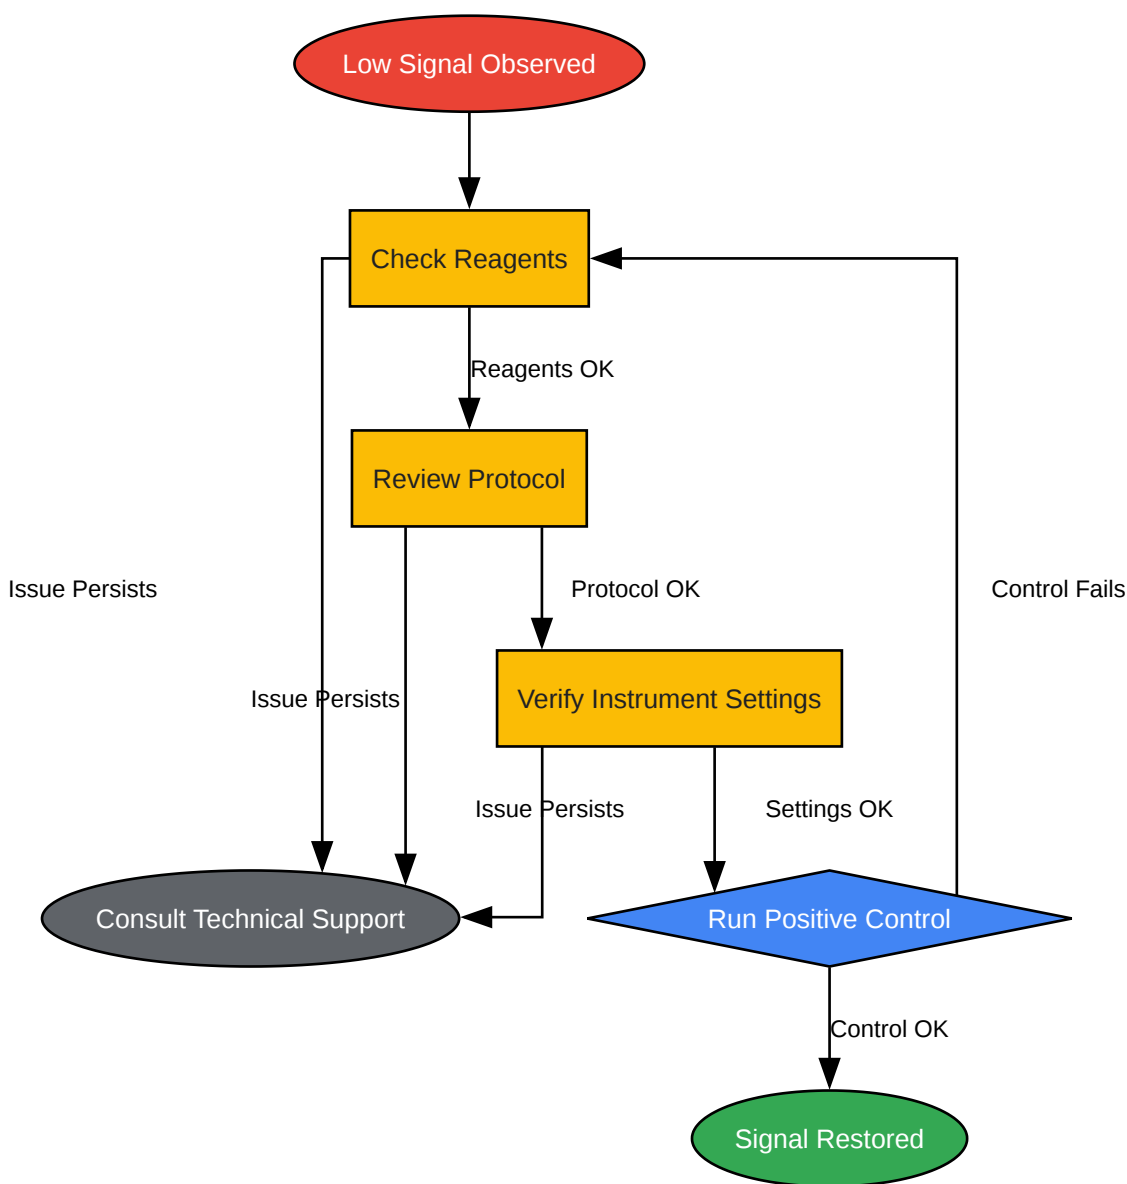 Low Signal Observed
Check Reagents
Reagents OK
Review Protocol
Issue Persists
Protocol OK
Control Fails
Issue Persists
Verify Instrument Settings
Issue Persists
Settings OK
Consult Technical Support
Run Positive Control
Control OK
Signal Restored